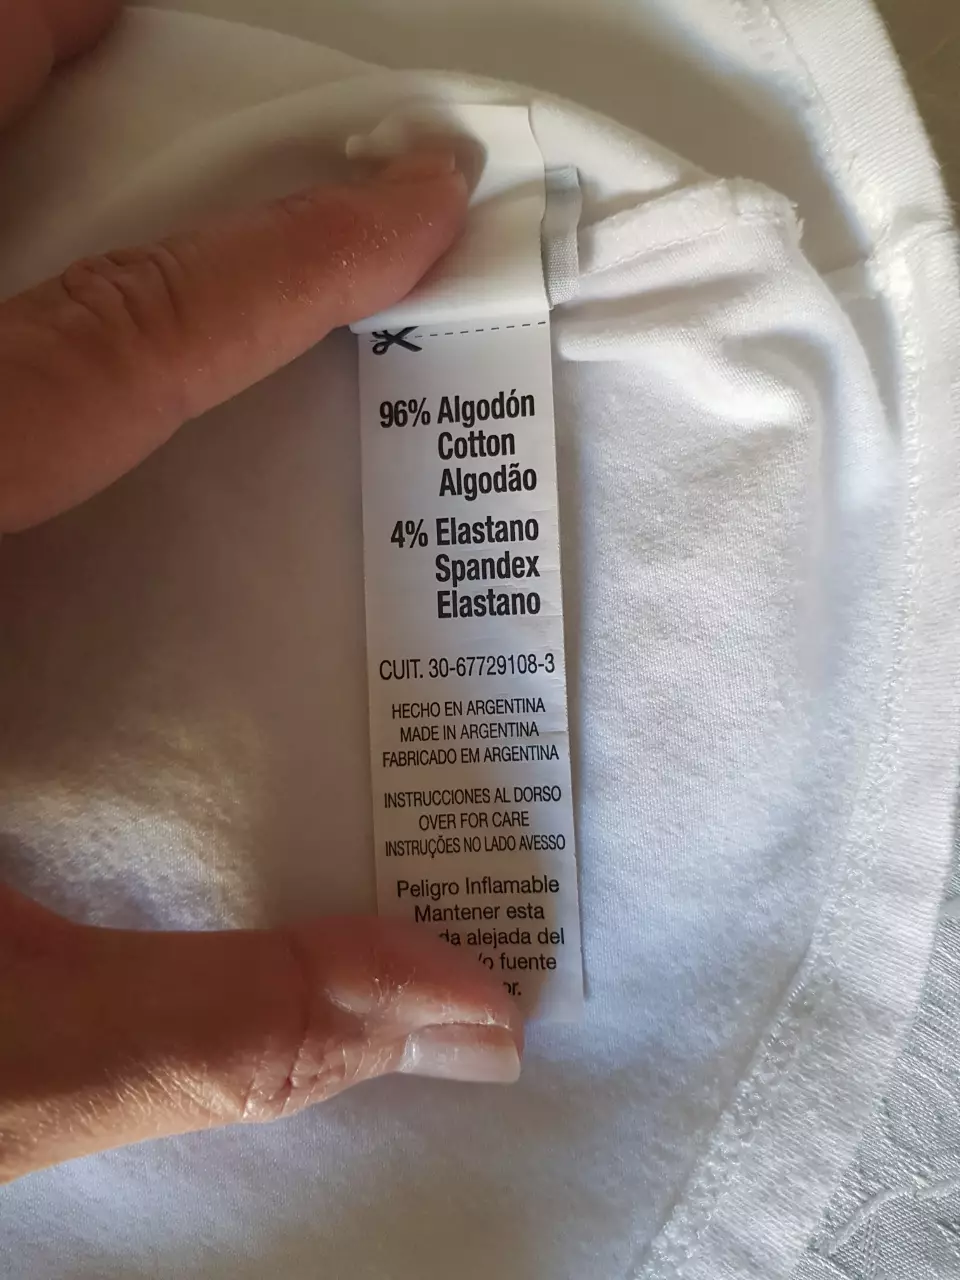 96% Algodón
Cotton
Algodão
4% Elastano
Spandex
Elastano
CUIT. 30-67729108-3
HECHO EN ARGENTINA
MADE IN ARGENTINA
FABRICADO EM ARGENTINA
INSTRUCCIONES AL DORSO
OVER FOR CARE
INSTRUÇÕES NO LADO AVESSO
Peligro Inflamable
Mantener esta
alejada del
fuente